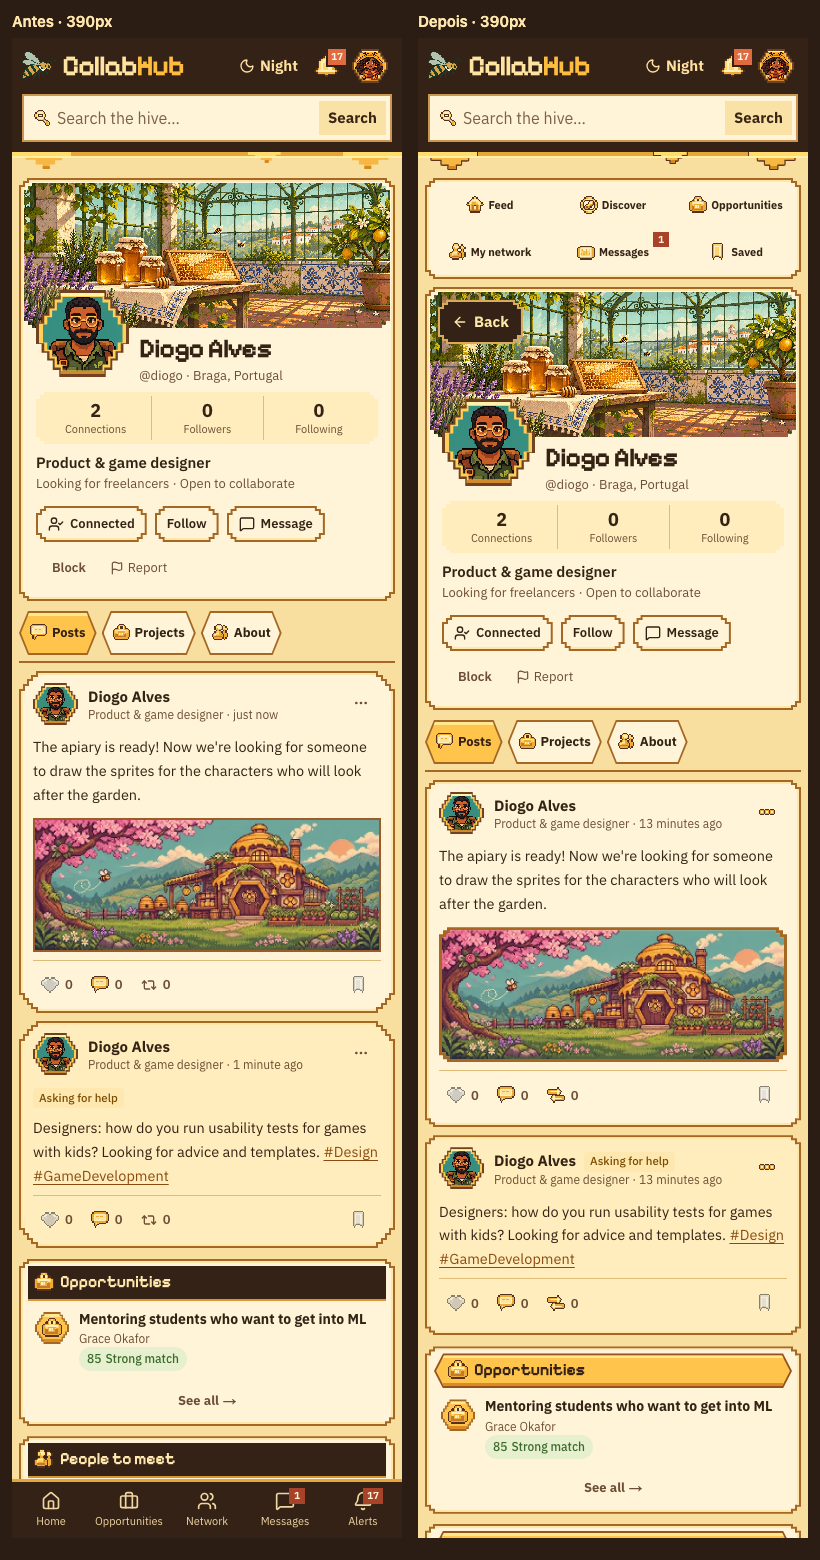 Antes · 390px
CollabHub
Night
17
Search the hive...
Search
Diogo Alves
@diogo · Braga, Portugal
2
0
0
Connections
Followers
Following
Product & game designer
Looking for freelancers · Open to collaborate
Connected
Follow
Message
Block
Report
Posts
Projects
About
Diogo Alves
...
Product & game designer · just now
The apiary is ready! Now we're looking for someone
to draw the sprites for the characters who will look
after the garden.
0
0
0
Diogo Alves
...
Product & game designer · 1 minute ago
Asking for help
Designers: how do you run usability tests for games
with kids? Looking for advice and templates. #Design
#GameDevelopment
0
0
0
Opportunities
Mentoring students who want to get into ML
Grace Okafor
85 Strong match
See all →
People to meet
1
17
Home
Opportunities
Network
Messages
Alerts
Depois · 390px
CollabHub
Night
17
Search the hive...
Search
Feed
Discover
Opportunities
My network
Messages
1
Saved
← Back
Diogo Alves
@diogo · Braga, Portugal
2
0
0
Connections
Followers
Following
Product & game designer
Looking for freelancers · Open to collaborate
Connected
Follow
Message
Block
Report
Posts
Projects
About
Diogo Alves
Product & game designer · 13 minutes ago
The apiary is ready! Now we're looking for someone
to draw the sprites for the characters who will look
after the garden.
0
0
0
Diogo Alves
Asking for help
Product & game designer · 13 minutes ago
Designers: how do you run usability tests for games
with kids? Looking for advice and templates. #Design
#GameDevelopment
0
0
0
Opportunities
Mentoring students who want to get into ML
Grace Okafor
85 Strong match
See all →